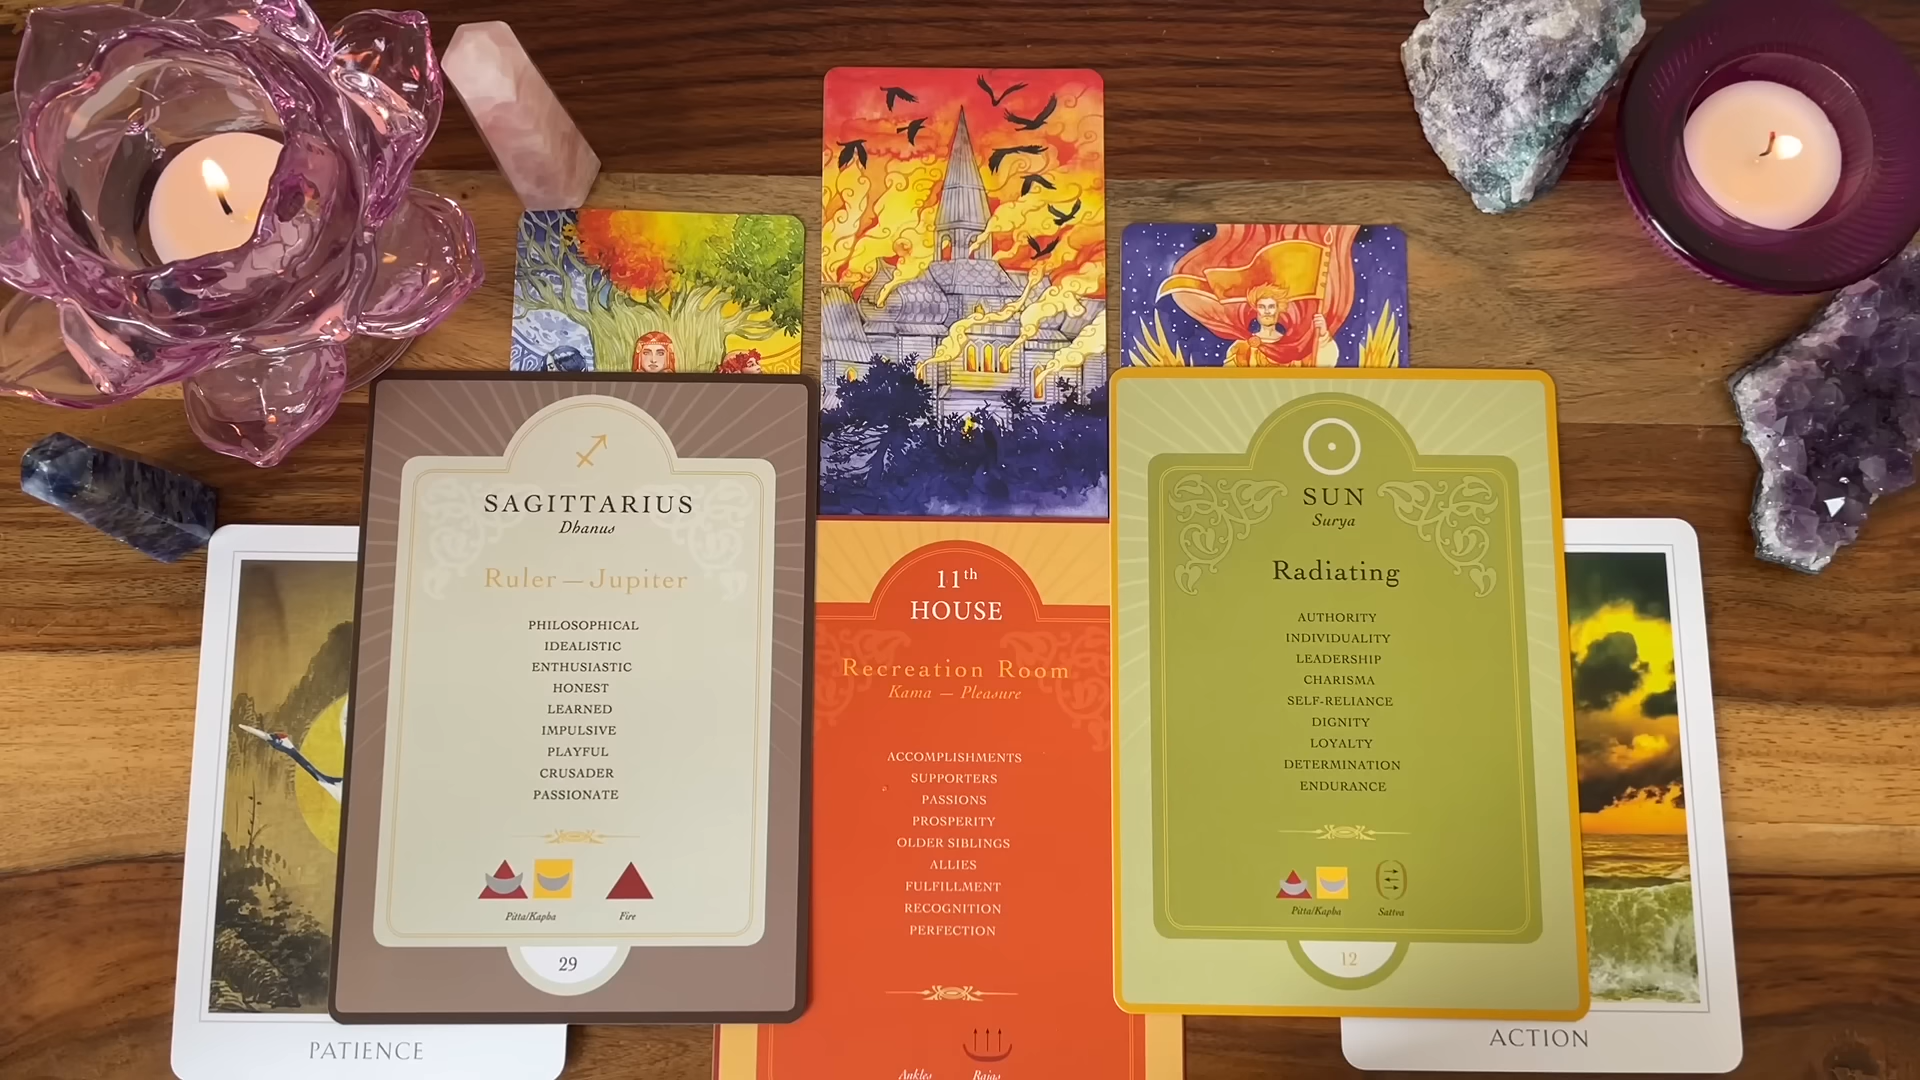 SAGITTARIUS
Dhanus
Ruler — Jupiter
PHILOSOPHICAL
IDEALISTIC
ENTHUSIASTIC
HONEST
LEARNED
IMPULSIVE
PLAYFUL
CRUSADER
PASSIONATE
Pitta/Kapha
Fire
29
PATIENCE
11th
HOUSE
Recreation Room
Kama — Pleasure
ACCOMPLISHMENTS
SUPPORTERS
PASSIONS
PROSPERITY
OLDER SIBLINGS
ALLIES
FULFILLMENT
RECOGNITION
PERFECTION
Ankles
Rajas
SUN
Surya
Radiating
AUTHORITY
INDIVIDUALITY
LEADERSHIP
CHARISMA
SELF-RELIANCE
DIGNITY
LOYALTY
DETERMINATION
ENDURANCE
Pitta/Kapha
Sattva
12
ACTION